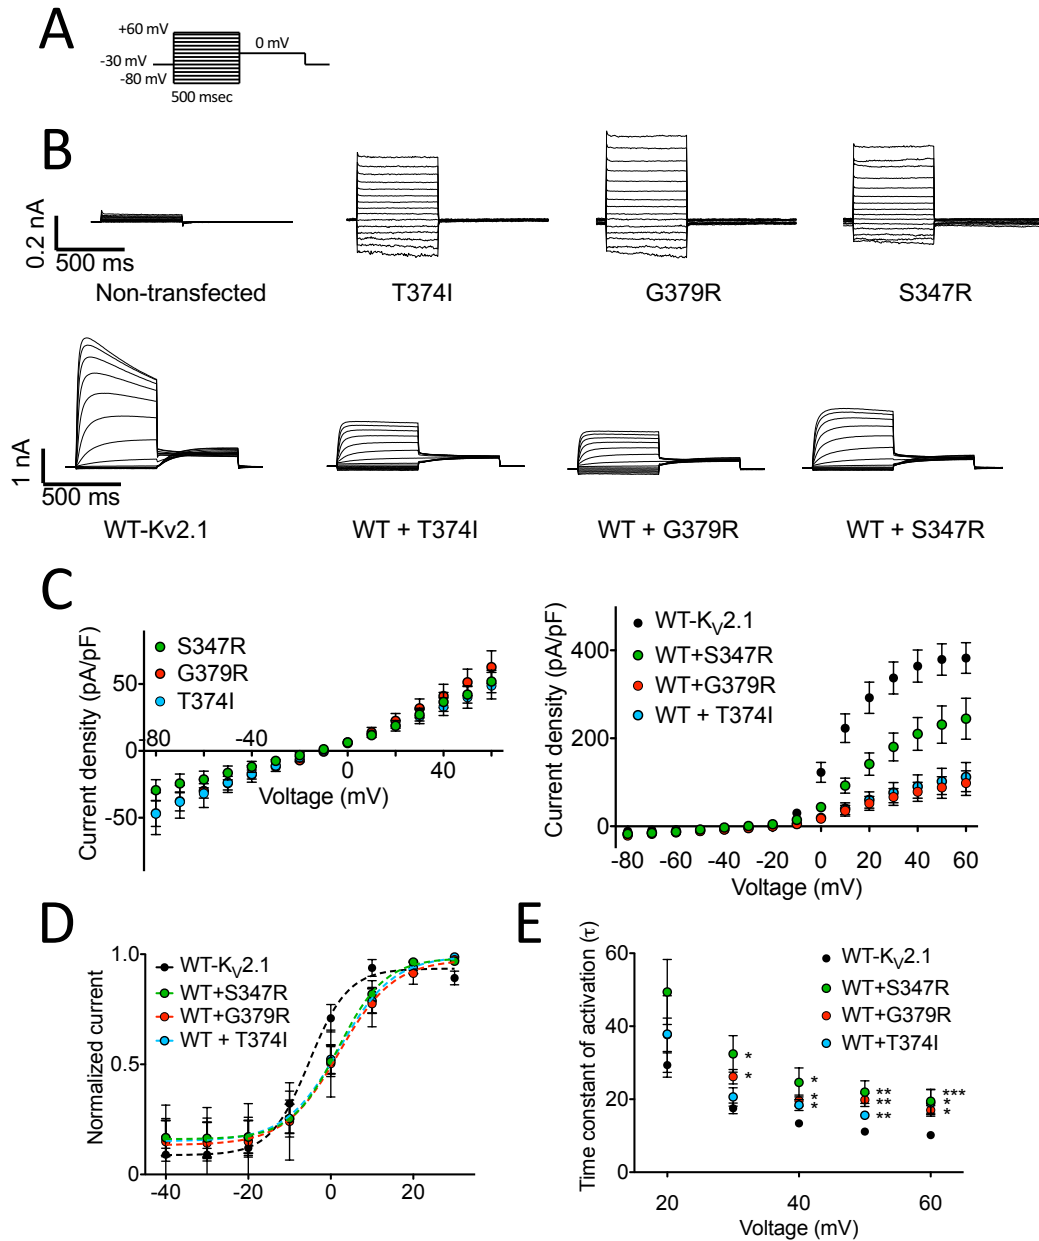 A
+60 mV
0 mV
-30 mV
-80 mV
500 msec
B
0.2 nA
500 ms
Non-transfected
T374I
G379R
S347R
1 nA
500 ms
WT-Kv2.1
WT + T374I
WT + G379R
WT + S347R
C
Current density (pA/pF)
S347R
G379R
T374I
50
0
-50
-80
-40
0
40
Voltage (mV)
Current density (pA/pF)
WT-KV2.1
WT+S347R
WT+G379R
WT + T374I
400
200
0
-80 -60 -40 -20 0 20 40 60
Voltage (mV)
D
Normalized current
WT-KV2.1
WT+S347R
WT+G379R
WT + T374I
1.0
0.5
0
-40 -20 0 20
E
Time constant of activation (τ)
WT-KV2.1
WT+S347R
WT+G379R
WT+T374I
60
40
20
0
*
*
*
*
*
**
**
**
***
*
*
20 40 60
Voltage (mV)